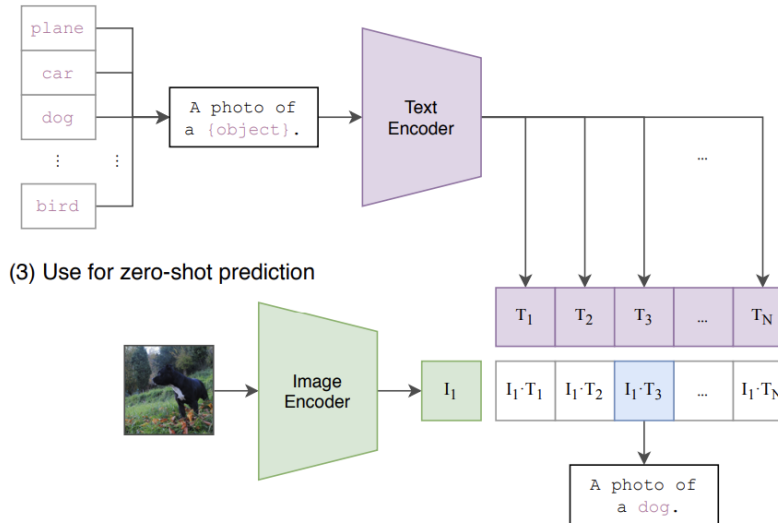 plane
car
dog
⋮ ⋮
bird
A photo of
a {object}.
Text
Encoder
...
(3) Use for zero-shot prediction
T1 T2 T3 ... TN
Image
Encoder
I1
I1·T1 I1·T2 I1·T3 ... I1·TN
A photo of
a dog.